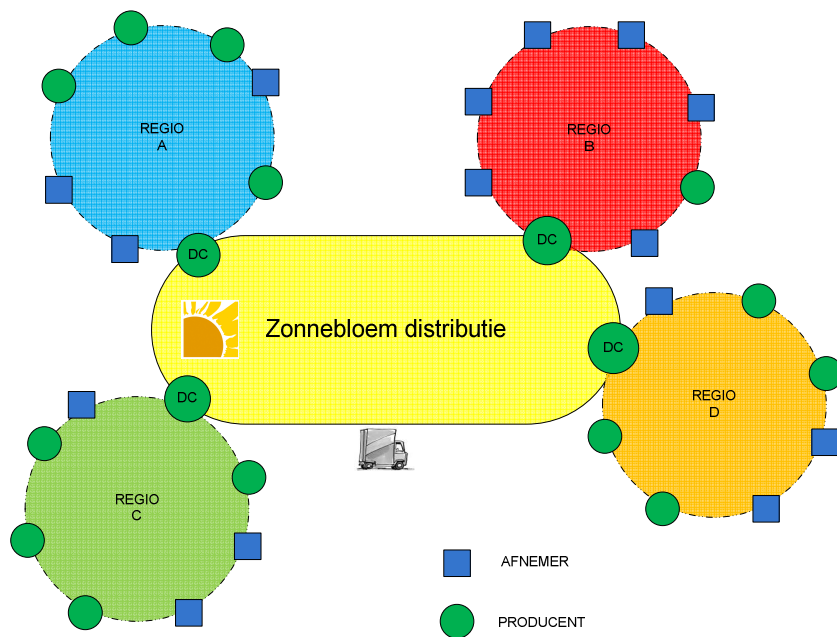 REGIO
A
REGIO
B
DC
DC
Zonnebloem distributie
DC
DC
REGIO
D
REGIO
C
AFNEMER
PRODUCENT